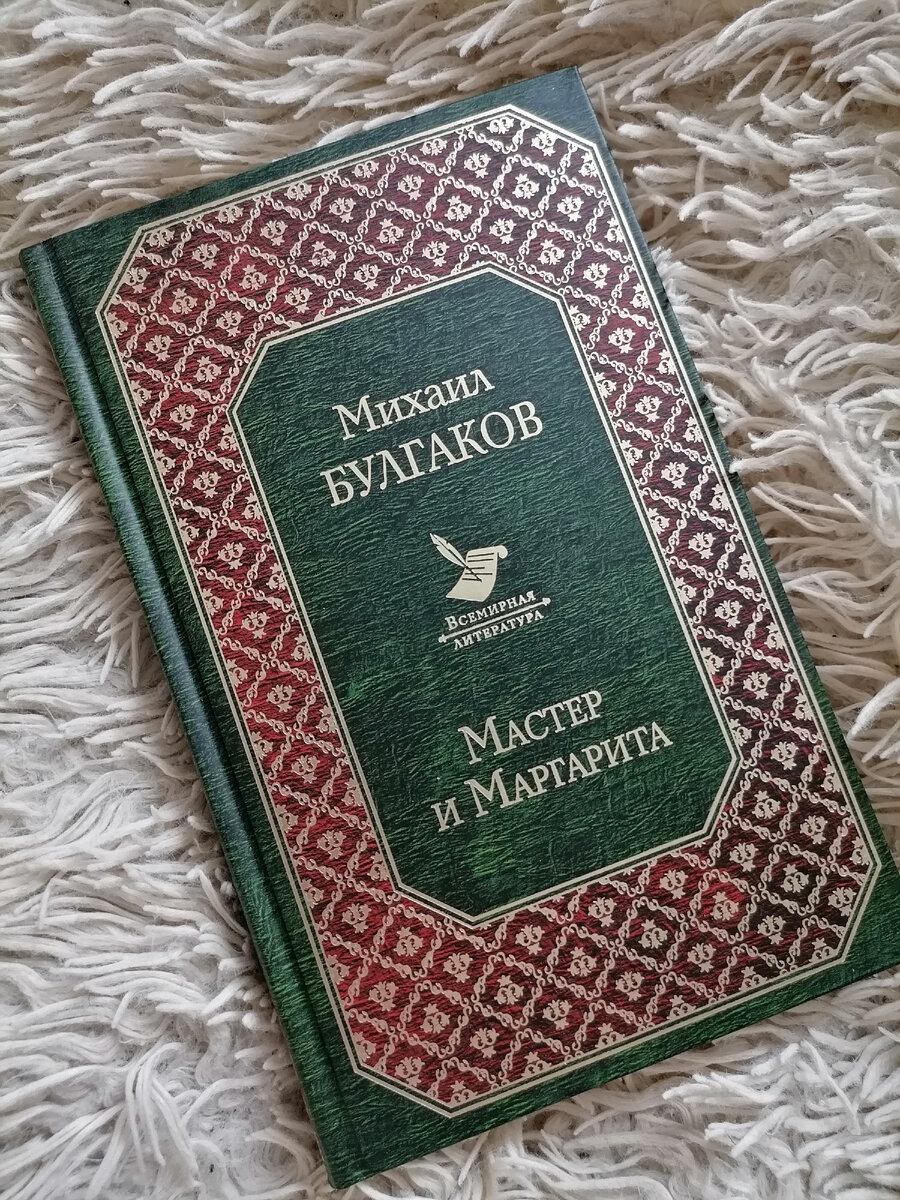 Михаил
БУЛГАКОВ
ВСЕМИРНАЯ
ЛИТЕРАТУРА
МАСТЕР
И МАРГАРИТА